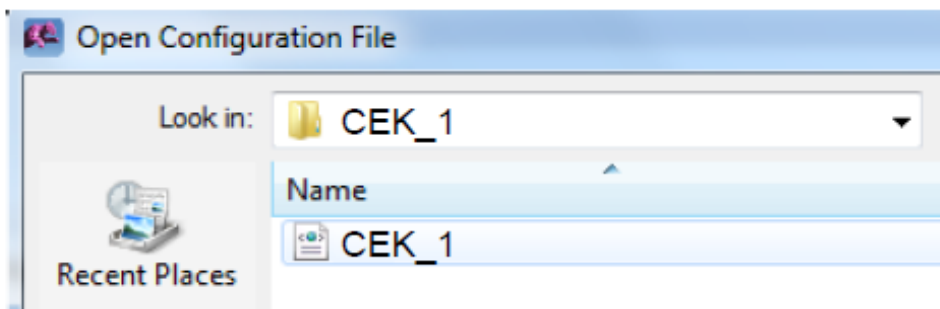 Open Configuration File
Look in: CEK_1
Name
CEK_1
Recent Places